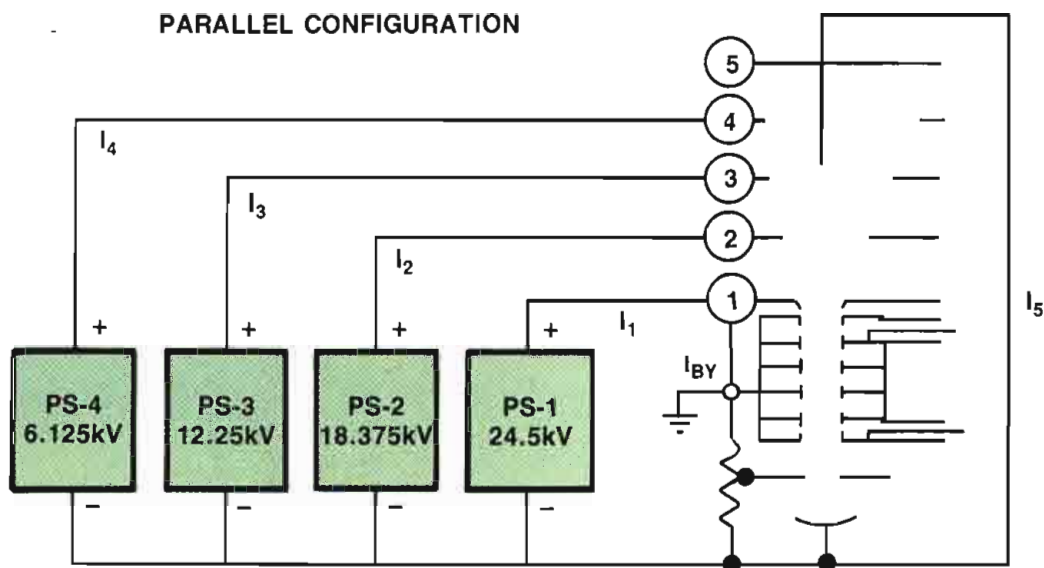 PARALLEL CONFIGURATION
5
4
I4
3
I3
2
I2
1
I1
I5
+
+
+
+
IBY
PS-4
6.125kV
PS-3
12.25kV
PS-2
18.375kV
PS-1
24.5kV
−
−
−
−